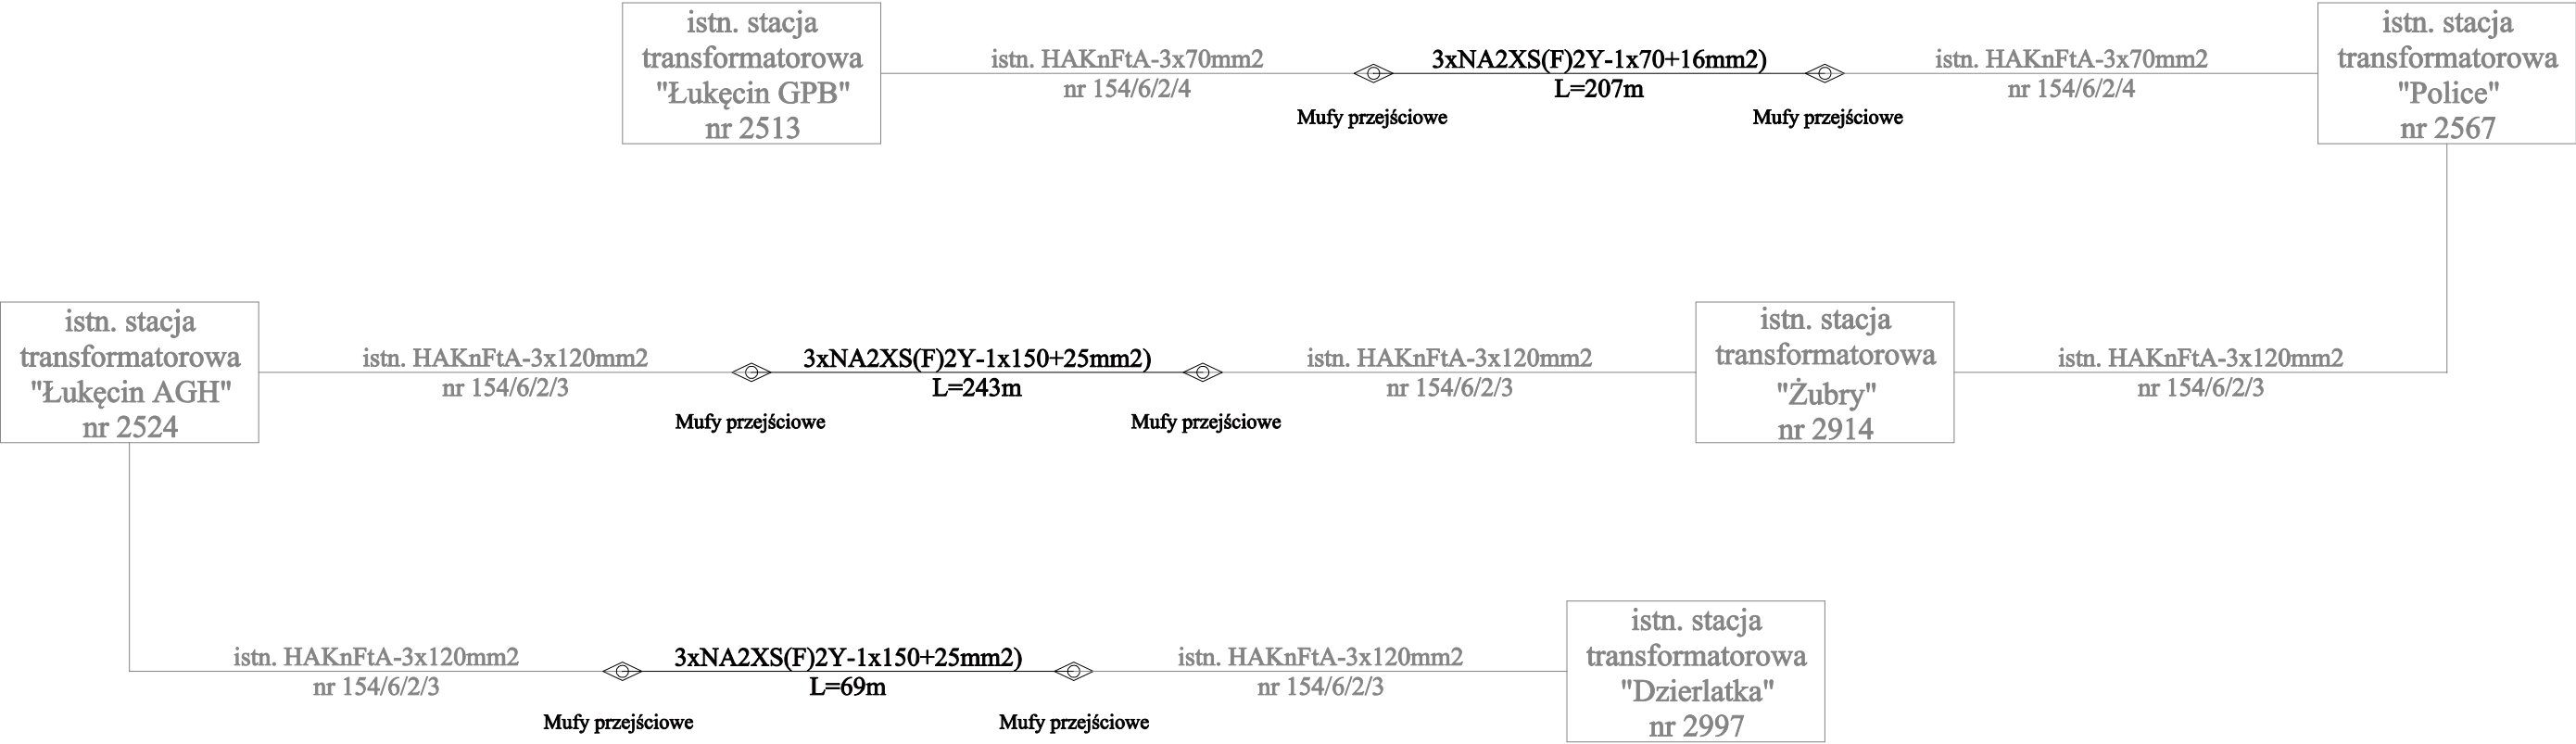 istn. stacja
transformatorowa
"Łukęcin GPB"
nr 2513
istn. HAKnFtA-3x70mm2
nr 154/6/2/4
3xNA2XS(F)2Y-1x70+16mm2)
L=207m
Mufy przejściowe
Mufy przejściowe
istn. HAKnFtA-3x70mm2
nr 154/6/2/4
istn. stacja
transformatorowa
"Police"
nr 2567
istn. stacja
transformatorowa
"Łukęcin AGH"
nr 2524
istn. HAKnFtA-3x120mm2
nr 154/6/2/3
3xNA2XS(F)2Y-1x150+25mm2)
L=243m
Mufy przejściowe
Mufy przejściowe
istn. HAKnFtA-3x120mm2
nr 154/6/2/3
istn. stacja
transformatorowa
"Żubry"
nr 2914
istn. HAKnFtA-3x120mm2
nr 154/6/2/3
istn. HAKnFtA-3x120mm2
nr 154/6/2/3
3xNA2XS(F)2Y-1x150+25mm2)
L=69m
Mufy przejściowe
Mufy przejściowe
istn. HAKnFtA-3x120mm2
nr 154/6/2/3
istn. stacja
transformatorowa
"Dzierlatka"
nr 2997